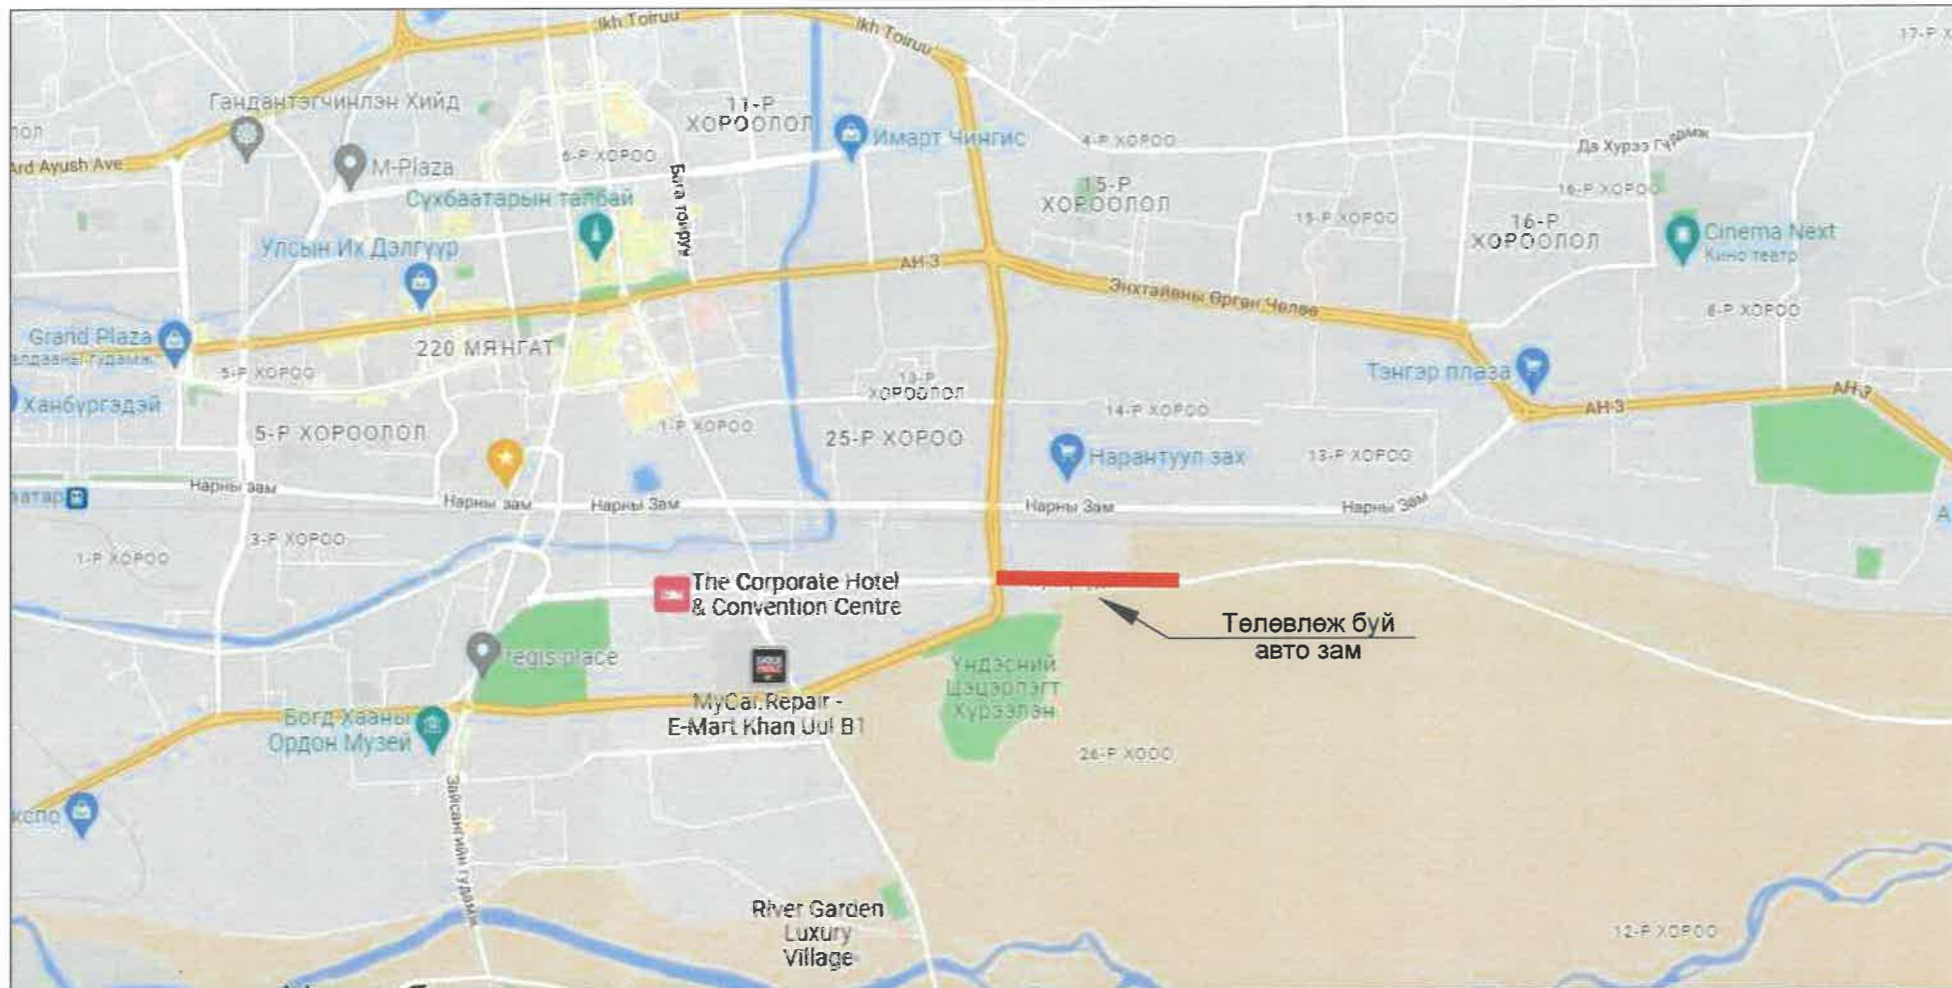 Ikh Toiruu
Ikh Toiruu
17-Р Х
Гандантэгчинлэн Хийд
11-Р
ХОРООЛОЛ
Имарт Чингис
4-Р ХОРОО
Ard Ayush Ave
M-Plaza
6-Р ХОРОО
Бага тойруу
15-Р
ХОРООЛОЛ
16-Р ХОРОО
Сүхбаатарын талбай
15-Р ХОРОО
16-Р
ХОРООЛОЛ
Cinema Next
Кино театр
Улсын Их Дэлгүүр
АН-3
Энхтайвны Өргөн Чөлөө
8-Р ХОРОО
Grand Plaza
220 МЯНГАТ
5-Р ХОРОО
ХОРООЛОЛ
Тэнгэр плаза
АН-3
АН-3
Ханбүргэдэй
14-Р ХОРОО
5-Р ХОРООЛОЛ
1-Р ХОРОО
25-Р ХОРОО
Нарантуул зах
13-Р ХОРОО
Нарны зам
Нарны зам
Нарны Зам
Нарны Зам
Нарны Зам
атар
3-Р ХОРОО
1-Р ХОРОО
The Corporate Hotel
& Convention Centre
Төлөвлөж буй
авто зам
regis place
Үндэсний
Цэцэрлэгт
Хүрээлэн
MyCar.Repair -
E-Mart Khan Uul B1
Богд Хааны
Ордон Музей
26-Р ХООО
Зайсангийн гудамж
кспо
River Garden
Luxury
Village
12-Р ХОРОО